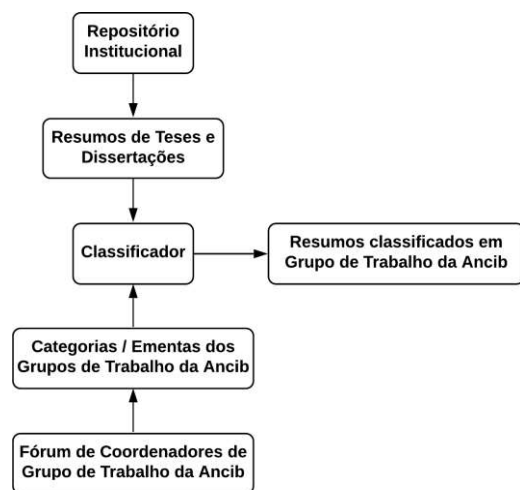 Repositório
Institucional
Resumos de Teses e
Dissertações
Classificador
Resumos classificados em
Grupo de Trabalho da Ancib
Categorias / Ementas dos
Grupos de Trabalho da Ancib
Fórum de Coordenadores de
Grupo de Trabalho da Ancib